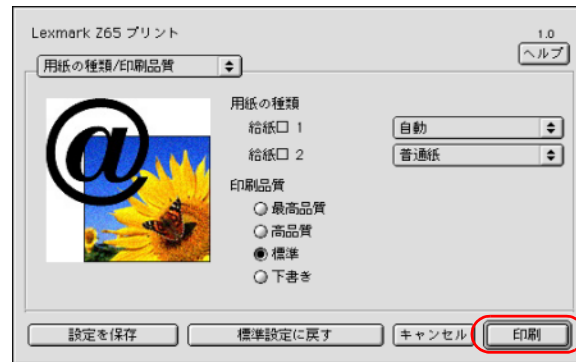 Lexmark Z65 プリント
1.0
ヘルプ
用紙の種類/印刷品質
@
用紙の種類
給紙口 1 自動
給紙口 2 普通紙
印刷品質
最高品質
高品質
標準
下書き
設定を保存 標準設定に戻す キャンセル 印刷